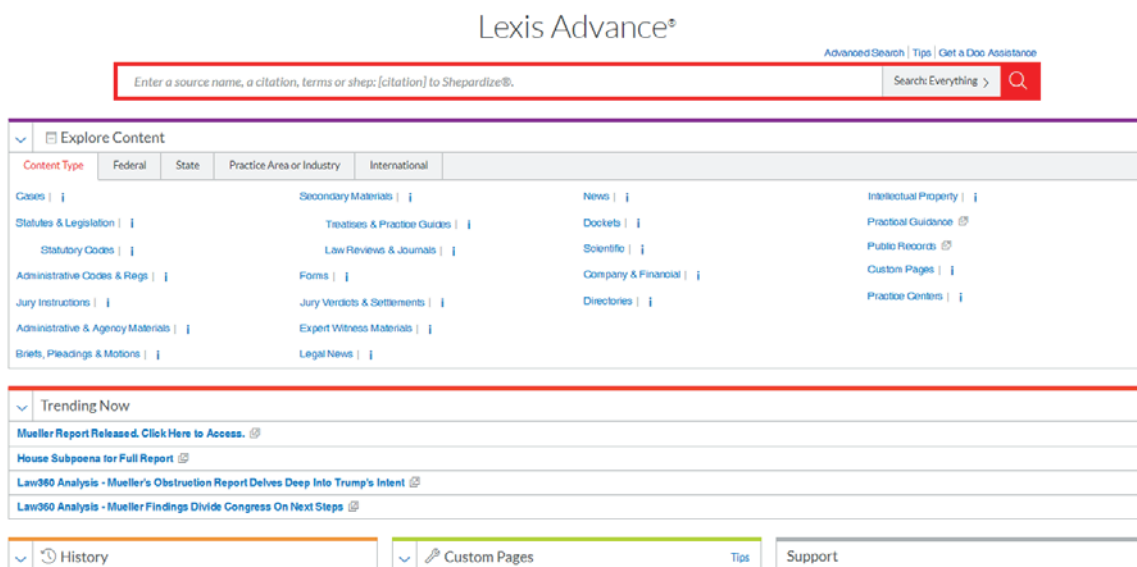 Lexis Advance®
Advanced Search | Tips | Get a Doc Assistance
Enter a source name, a citation, terms or shep: [citation] to Shepardize®.
Search: Everything >
Explore Content
Content Type Federal State Practice Area or Industry International
Cases | i Secondary Materials | i News | i Intellectual Property | i
Statutes & Legislation | i Treatises & Practice Guides | i Dockets | i Practical Guidance
Statutory Codes | i Law Reviews & Journals | i Scientific | i Public Records
Administrative Codes & Regs | i Forms | i Company & Financial | i Custom Pages | i
Jury Instructions | i Jury Verdicts & Settlements | i Directories | i Practice Centers | i
Administrative & Agency Materials | i Expert Witness Materials | i
Briefs, Pleadings & Motions | i Legal News | i
Trending Now
Mueller Report Released. Click Here to Access.
House Subpoena for Full Report
Law360 Analysis - Mueller's Obstruction Report Delves Deep Into Trump's Intent
Law360 Analysis - Mueller Findings Divide Congress On Next Steps
History Custom Pages Tips Support